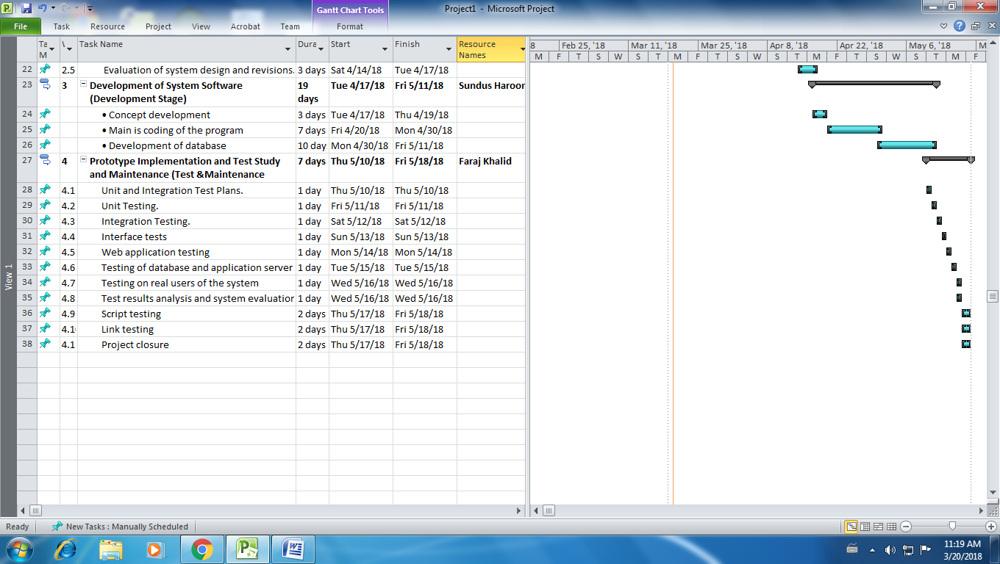 Gantt Chart Tools
Project1 - Microsoft Project
File Task Resource Project View Acrobat Team Format
Ta M Task Name Dura Start Finish Resource Names
8 Feb 25, '18 Mar 11, '18 Mar 25, '18 Apr 8, '18 Apr 22, '18 May 6, '18 M
M F T S W S T M F T S W S T M F T S W S T M F
22 2.5 Evaluation of system design and revisions. 3 days Sat 4/14/18 Tue 4/17/18
23 3 Development of System Software 19 Tue 4/17/18 Fri 5/11/18 Sundus Haroor
(Development Stage) days
24 • Concept development 3 days Tue 4/17/18 Thu 4/19/18
25 • Main is coding of the program 7 days Fri 4/20/18 Mon 4/30/18
26 • Development of database 10 day Mon 4/30/18 Fri 5/11/18
27 4 Prototype Implementation and Test Study 7 days Thu 5/10/18 Fri 5/18/18 Faraj Khalid
and Maintenance (Test &Maintenance
28 4.1 Unit and Integration Test Plans. 1 day Thu 5/10/18 Thu 5/10/18
29 4.2 Unit Testing. 1 day Fri 5/11/18 Fri 5/11/18
30 4.3 Integration Testing. 1 day Sat 5/12/18 Sat 5/12/18
31 4.4 Interface tests 1 day Sun 5/13/18 Sun 5/13/18
32 4.5 Web application testing 1 day Mon 5/14/18 Mon 5/14/18
33 4.6 Testing of database and application server 1 day Tue 5/15/18 Tue 5/15/18
34 4.7 Testing on real users of the system 1 day Wed 5/16/18 Wed 5/16/18
35 4.8 Test results analysis and system evaluation 1 day Wed 5/16/18 Wed 5/16/18
36 4.9 Script testing 2 days Thu 5/17/18 Fri 5/18/18
37 4.1 Link testing 2 days Thu 5/17/18 Fri 5/18/18
38 4.1 Project closure 2 days Thu 5/17/18 Fri 5/18/18
View 1
Ready New Tasks : Manually Scheduled
11:19 AM
3/20/2018